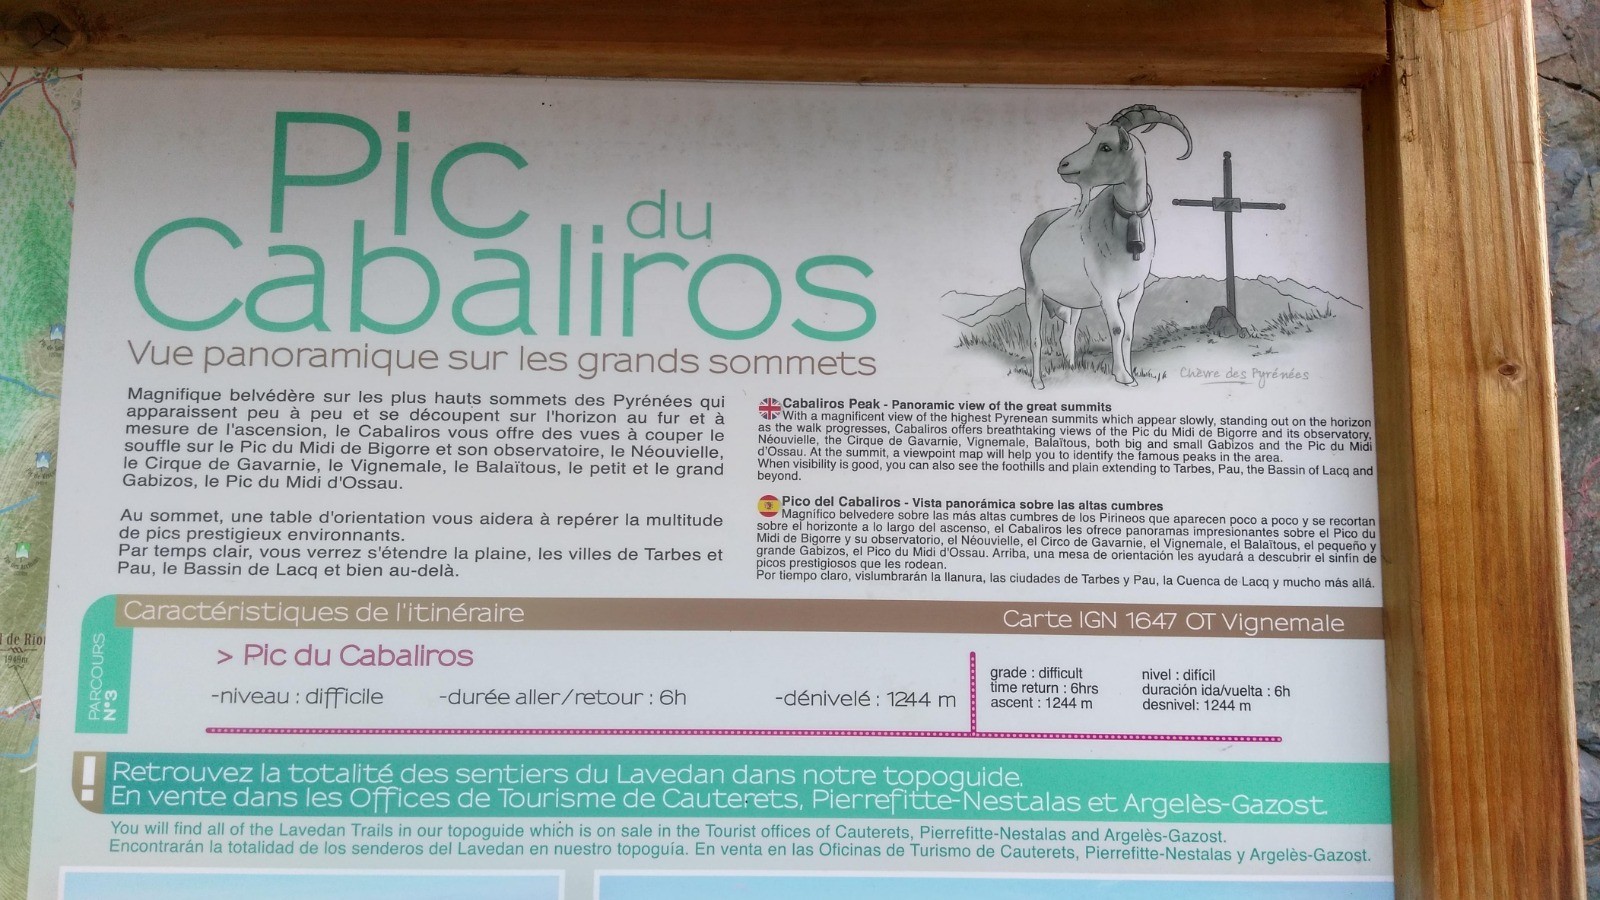 Pic
du
Cabaliros
Vue panoramique sur les grands sommets
Chèvre des Pyrénées
Magnifique belvédère sur les plus hauts sommets des Pyrénées qui
apparaissent peu à peu et se découpent sur l'horizon au fur et à
mesure de l'ascension, le Cabaliros vous offre des vues à couper le
souffle sur le Pic du Midi de Bigorre et son observatoire, le Néouvielle,
le Cirque de Gavarnie, le Vignemale, le Balaïtous, le petit et le grand
Gabizos, le Pic du Midi d'Ossau.
Au sommet, une table d'orientation vous aidera à repérer la multitude
de pics prestigieux environnants.
Par temps clair, vous verrez s'étendre la plaine, les villes de Tarbes et
Pau, le Bassin de Lacq et bien au-delà.
Cabaliros Peak - Panoramic view of the great summits
With a magnificent view of the highest Pyrenean summits which appear slowly, standing out on the horizon
as the walk progresses, Cabaliros offers breathtaking views of the Pic du Midi de Bigorre and its observatory,
Néouvielle, the Cirque de Gavarnie, Vignemale, Balaïtous, both big and small Gabizos and the Pic du Midi
d'Ossau. At the summit, a viewpoint map will help you to identify the famous peaks in the area.
When visibility is good, you can also see the foothills and plain extending to Tarbes, Pau, the Bassin of Lacq and
beyond.
Pico del Cabaliros - Vista panorámica sobre las altas cumbres
Magnífico belvedere sobre las más altas cumbres de los Pirineos que aparecen poco a poco y se recortan
sobre el horizonte a lo largo del ascenso, el Cabaliros les ofrece panoramas impresionantes sobre el Pico du
Midi de Bigorre y su observatorio, el Néouvielle, el Circo de Gavarnie, el Vignemale, el Balaïtous, el pequeño y
grande Gabizos, el Pico du Midi d'Ossau. Arriba, una mesa de orientación les ayudará a descubrir el sinfín de
picos prestigiosos que les rodean.
Por tiempo claro, vislumbrarán la llanura, las ciudades de Tarbes y Pau, la Cuenca de Lacq y mucho más allá.
Caractéristiques de l'itinéraire
Carte IGN 1647 OT Vignemale
PARCOURS
N°3
> Pic du Cabaliros
-niveau : difficile -durée aller/retour : 6h -dénivelé : 1244 m
grade : difficult
time return : 6hrs
ascent : 1244 m
nivel : difícil
duración ida/vuelta : 6h
desnivel: 1244 m
! Retrouvez la totalité des sentiers du Lavedan dans notre topoguide.
En vente dans les Offices de Tourisme de Cauterets, Pierrefitte-Nestalas et Argelès-Gazost.
You will find all of the Lavedan Trails in our topoguide which is on sale in the Tourist offices of Cauterets, Pierrefitte-Nestalas and Argelès-Gazost.
Encontrarán la totalidad de los senderos del Lavedan en nuestro topoguía. En venta en las Oficinas de Turismo de Cauterets, Pierrefitte-Nestalas y Argelès-Gazost.